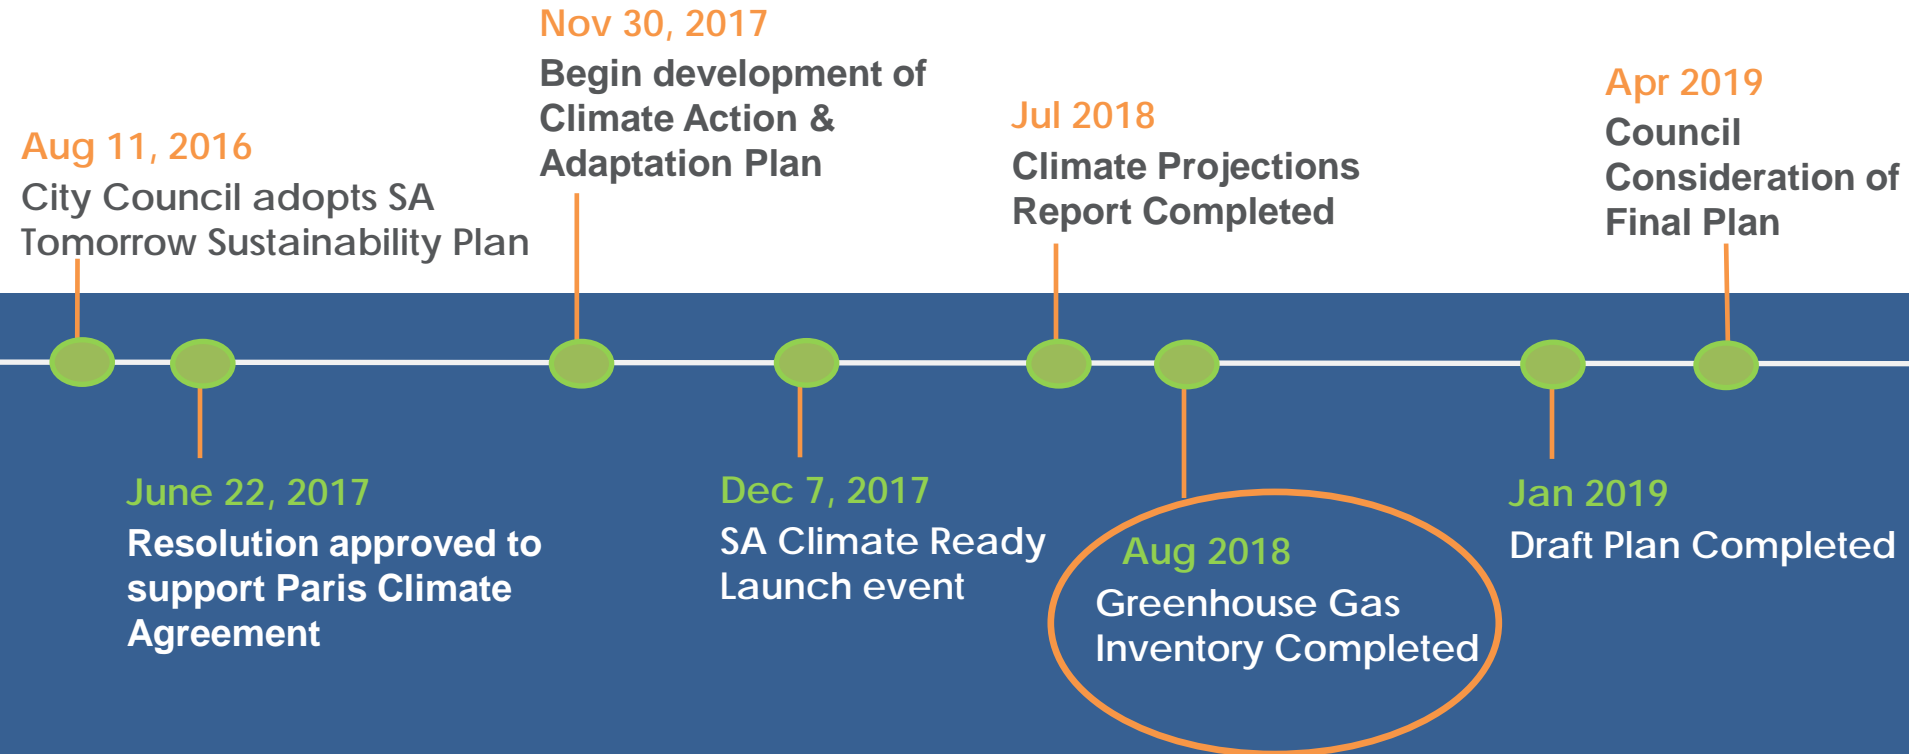 Aug 11, 2016
City Council adopts SA
Tomorrow Sustainability Plan
June 22, 2017
Resolution approved to
support Paris Climate
Agreement
Nov 30, 2017
Begin development of
Climate Action &
Adaptation Plan
Dec 7, 2017
SA Climate Ready
Launch event
Jul 2018
Climate Projections
Report Completed
Aug 2018
Greenhouse Gas
Inventory Completed
Jan 2019
Draft Plan Completed
Apr 2019
Council
Consideration of
Final Plan